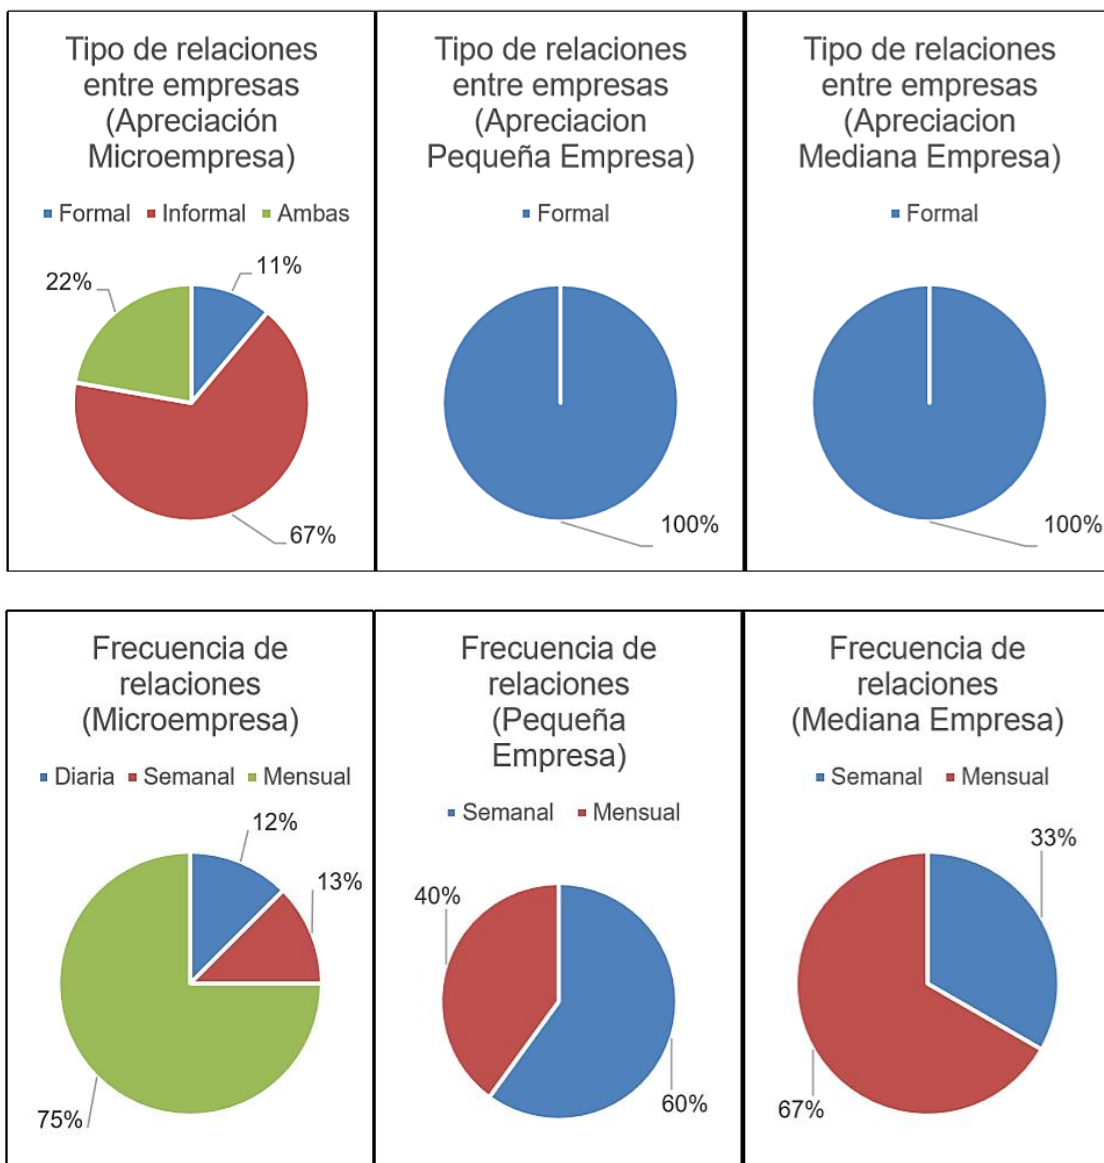 Tipo de relaciones
entre empresas
(Apreciación
Microempresa)
Formal Informal Ambas
22%
11%
67%
Tipo de relaciones
entre empresas
(Apreciacion
Pequeña Empresa)
Formal
100%
Tipo de relaciones
entre empresas
(Apreciacion
Mediana Empresa)
Formal
100%
Frecuencia de
relaciones
(Microempresa)
Diaria Semanal Mensual
12%
13%
75%
Frecuencia de
relaciones
(Pequeña
Empresa)
Semanal Mensual
40%
60%
Frecuencia de
relaciones
(Mediana Empresa)
Semanal Mensual
33%
67%